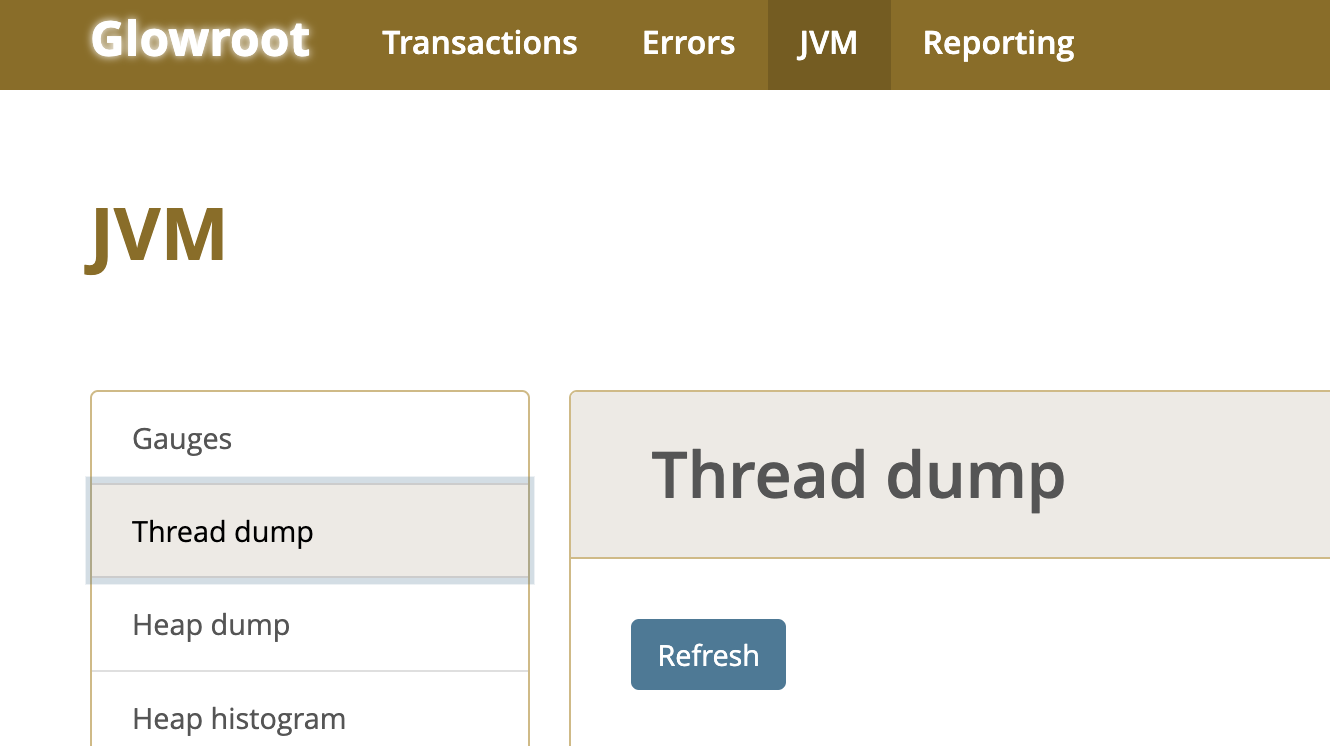 Glowroot Transactions Errors JVM Reporting
JVM
Gauges
Thread dump
Heap dump
Heap histogram
Thread dump
Refresh